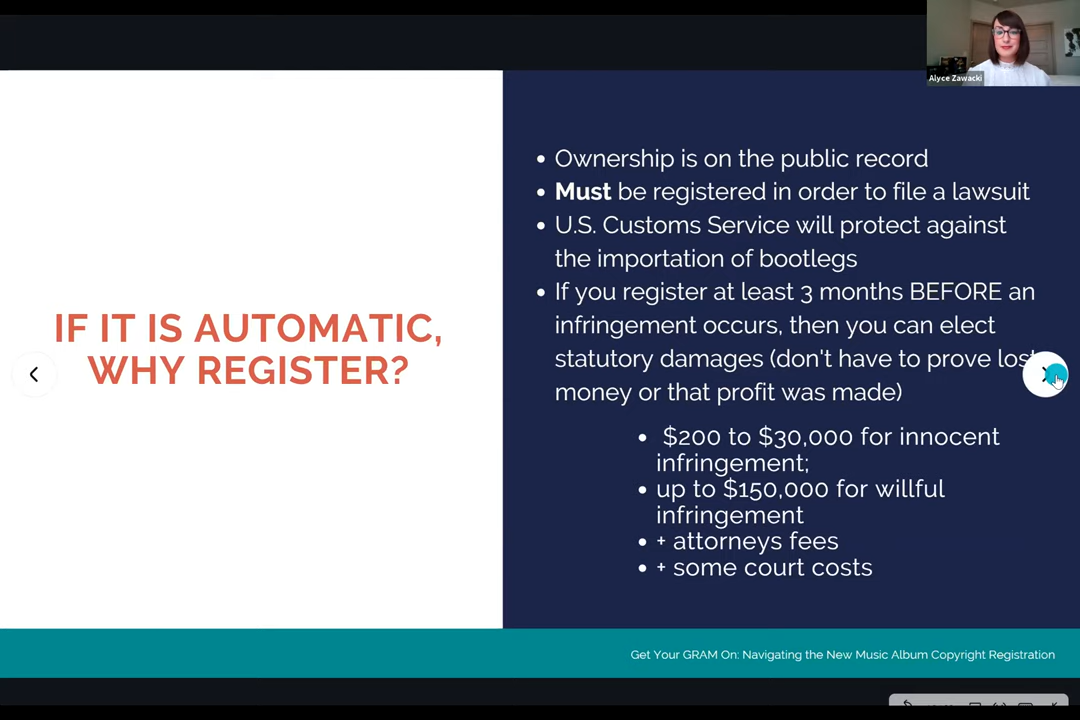 Alyce Zawacki
IF IT IS AUTOMATIC,
WHY REGISTER?
• Ownership is on the public record
• Must be registered in order to file a lawsuit
• U.S. Customs Service will protect against
the importation of bootlegs
• If you register at least 3 months BEFORE an
infringement occurs, then you can elect
statutory damages (don't have to prove lost
money or that profit was made)
• $200 to $30,000 for innocent
infringement;
• up to $150,000 for willful
infringement
• + attorneys fees
• + some court costs
Get Your GRAM On: Navigating the New Music Album Copyright Registration